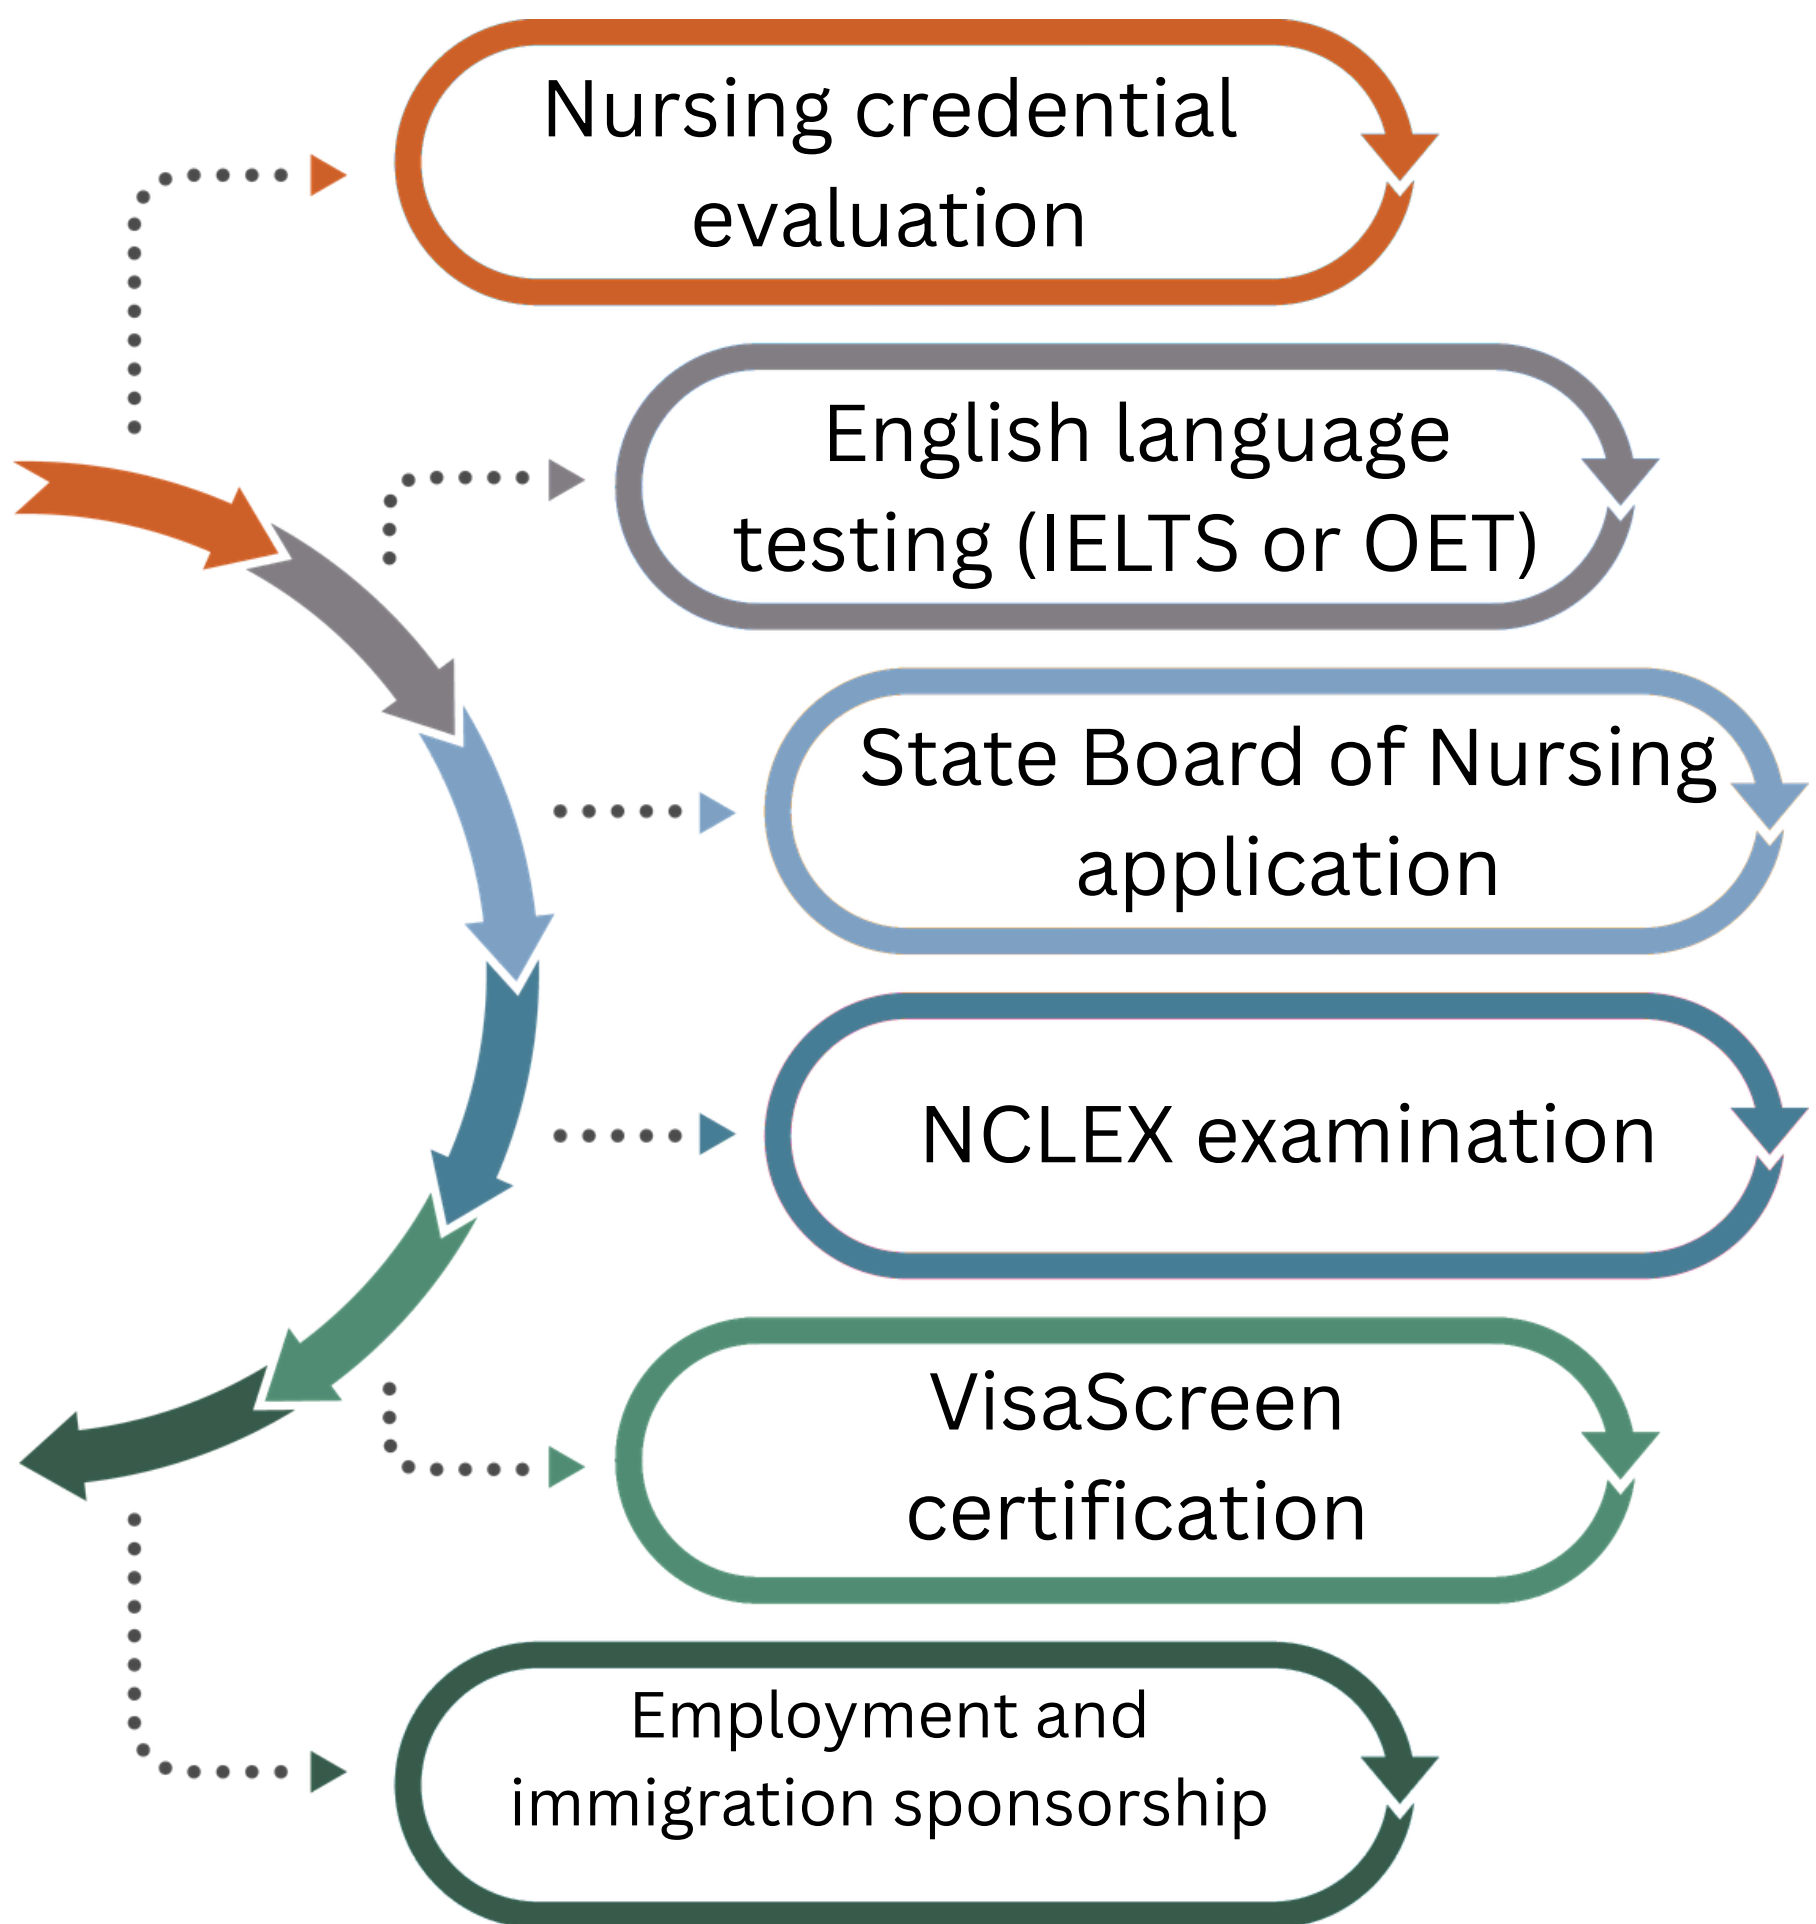 Nursing credential
evaluation
English language
testing (IELTS or OET)
State Board of Nursing
application
NCLEX examination
VisaScreen
certification
Employment and
immigration sponsorship